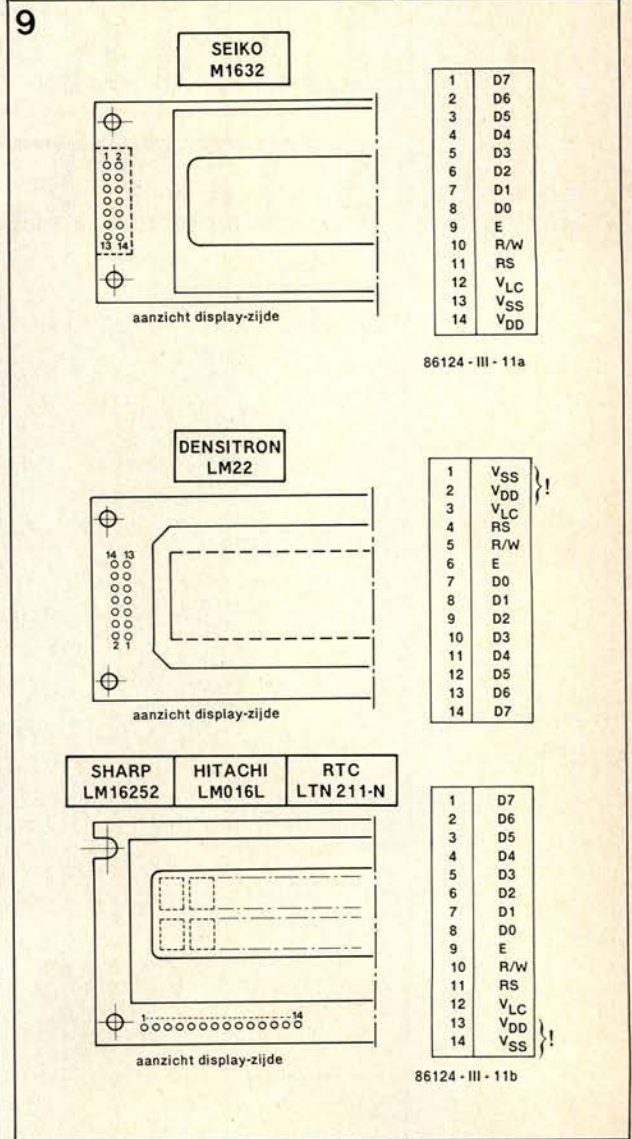 9
SEIKO
M1632
1 2
13 14
aanzicht display-zijde
1 D7
2 D6
3 D5
4 D4
5 D3
6 D2
7 D1
8 D0
9 E
10 R/W
11 RS
12 VLC
13 VSS
14 VDD
86124 - III - 11a
DENSITRON
LM22
14 13
2 1
aanzicht display-zijde
1 VSS
2 VDD
}!
3 VLC
4 RS
5 R/W
6 E
7 D0
8 D1
9 D2
10 D3
11 D4
12 D5
13 D6
14 D7
SHARP
LM16252
HITACHI
LM016L
RTC
LTN 211-N
1 14
aanzicht display-zijde
1 D7
2 D6
3 D5
4 D4
5 D3
6 D2
7 D1
8 D0
9 E
10 R/W
11 RS
12 VLC
13 VDD
14 VSS
}!
86124 - III - 11b